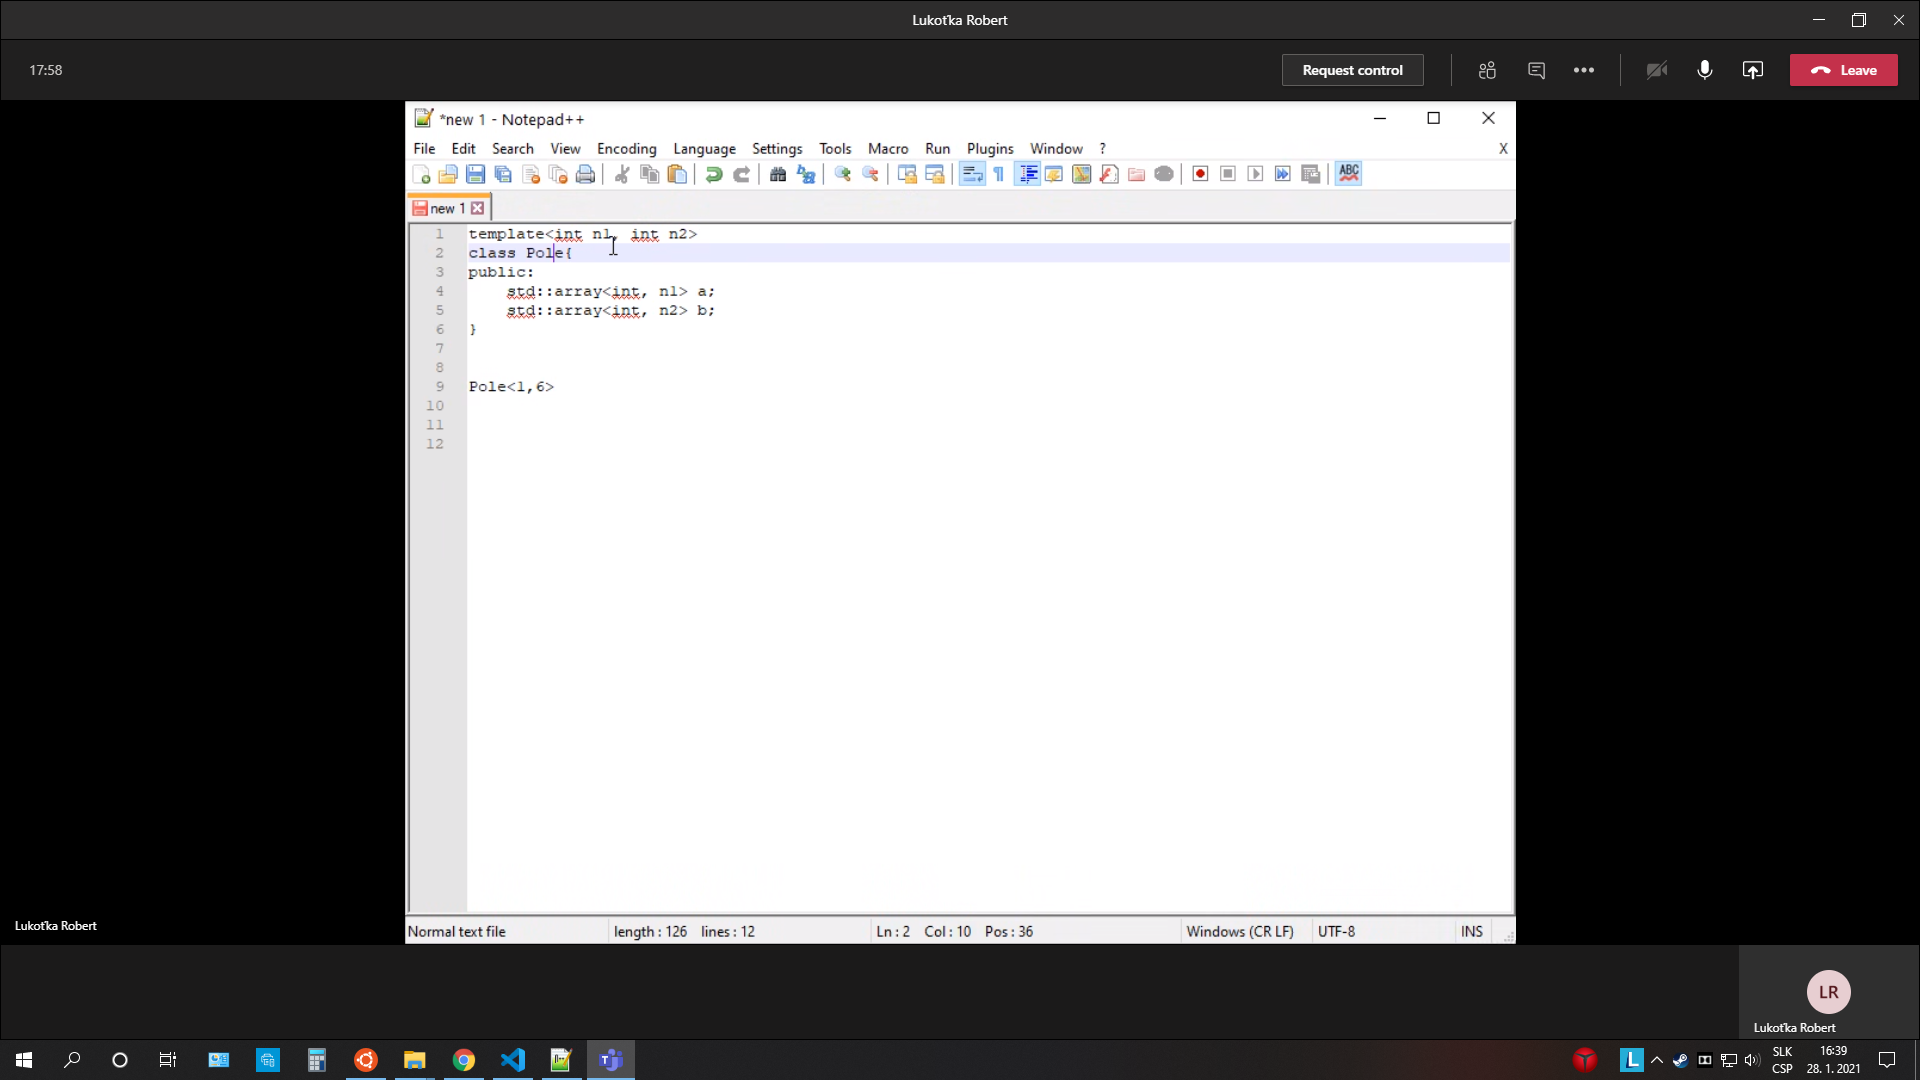 Lukoťka Robert
17:58
Request control
Leave
*new 1 - Notepad++
File Edit Search View Encoding Language Settings Tools Macro Run Plugins Window ?
X
ABC
new 1
1 template<int n1, int n2>
2 class Pole{
3 public:
4 std::array<int, n1> a;
5 std::array<int, n2> b;
6 }
7
8
9 Pole<1,6>
10
11
12
Normal text file length : 126 lines : 12 Ln : 2 Col : 10 Pos : 36 Windows (CR LF) UTF-8 INS
Lukoťka Robert
LR
Lukoťka Robert
L
SLK
CSP
16:39
28. 1. 2021